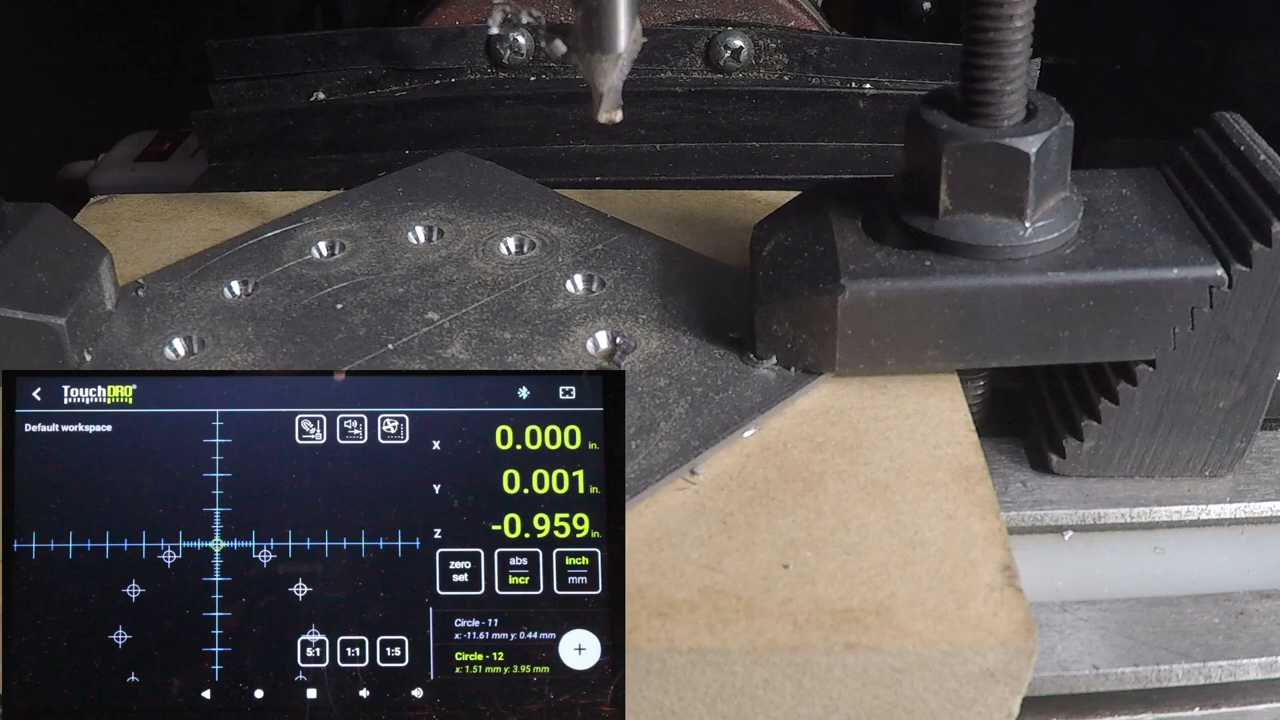 TouchDRO®
Default workspace
X 0.000 in.
Y 0.001 in.
Z -0.959 in.
zero
set
abs
incr
inch
mm
Circle - 11
x: -11.61 mm y: 0.44 mm
Circle - 12
x: 1.51 mm y: 3.95 mm
5:1
1:1
1:5